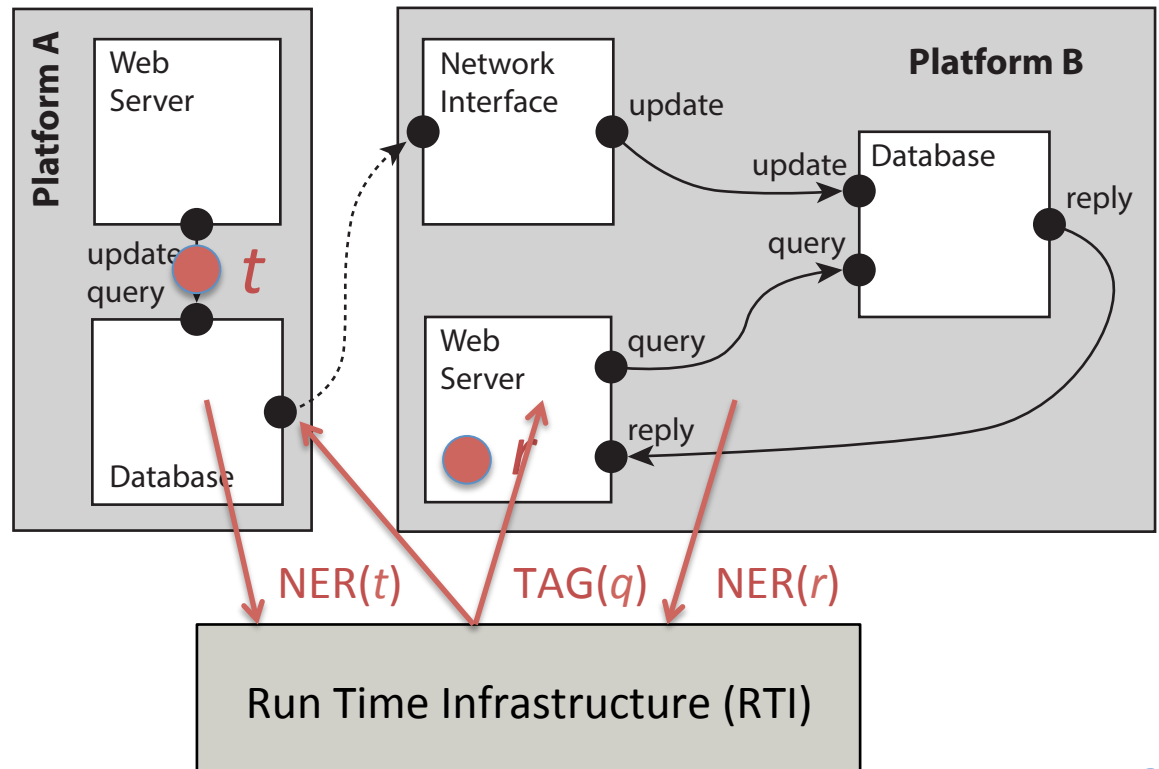 Platform A
Web
Server
update
query
t
Database
Network
Interface
update
Platform B
update
Database
query
reply
Web
Server
query
reply
r
NER(t)
TAG(q)
NER(r)
Run Time Infrastructure (RTI)